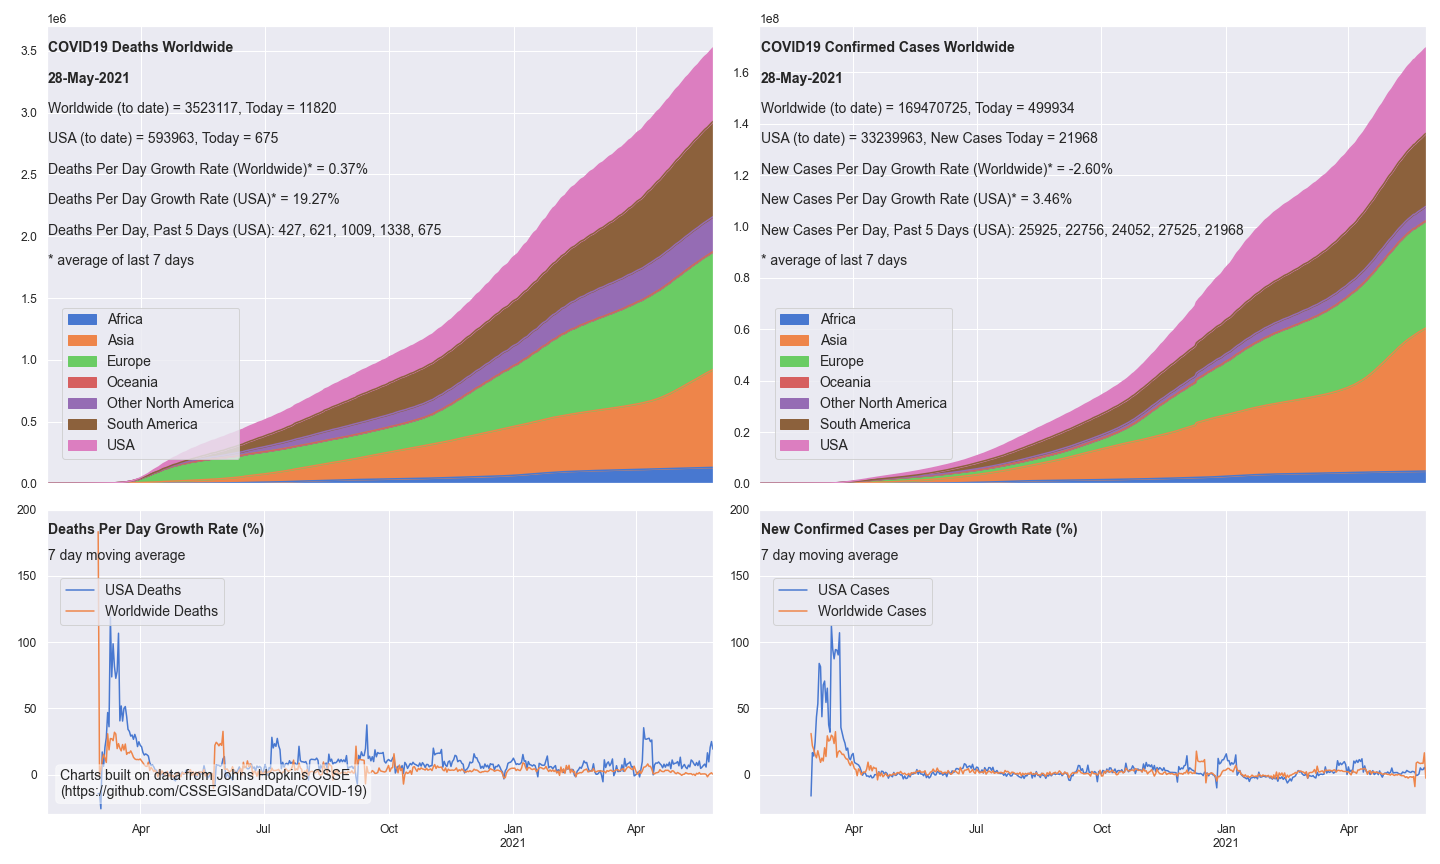 1e6
COVID19 Deaths Worldwide
28-May-2021
Worldwide (to date) = 3523117, Today = 11820
USA (to date) = 593963, Today = 675
Deaths Per Day Growth Rate (Worldwide)* = 0.37%
Deaths Per Day Growth Rate (USA)* = 19.27%
Deaths Per Day, Past 5 Days (USA): 427, 621, 1009, 1338, 675
* average of last 7 days
Africa
Asia
Europe
Oceania
Other North America
South America
USA
3.5
3.0
2.5
2.0
1.5
1.0
0.5
0.0
1e8
COVID19 Confirmed Cases Worldwide
28-May-2021
Worldwide (to date) = 169470725, Today = 499934
USA (to date) = 33239963, New Cases Today = 21968
New Cases Per Day Growth Rate (Worldwide)* = -2.60%
New Cases Per Day Growth Rate (USA)* = 3.46%
New Cases Per Day, Past 5 Days (USA): 25925, 22756, 24052, 27525, 21968
* average of last 7 days
Africa
Asia
Europe
Oceania
Other North America
South America
USA
1.6
1.4
1.2
1.0
0.8
0.6
0.4
0.2
0.0
Deaths Per Day Growth Rate (%)
7 day moving average
USA Deaths
Worldwide Deaths
200
150
100
50
0
Charts built on data from Johns Hopkins CSSE
(https://github.com/CSSEGISandData/COVID-19)
Apr
Jul
Oct
Jan
2021
Apr
New Confirmed Cases per Day Growth Rate (%)
7 day moving average
USA Cases
Worldwide Cases
200
150
100
50
0
Apr
Jul
Oct
Jan
2021
Apr